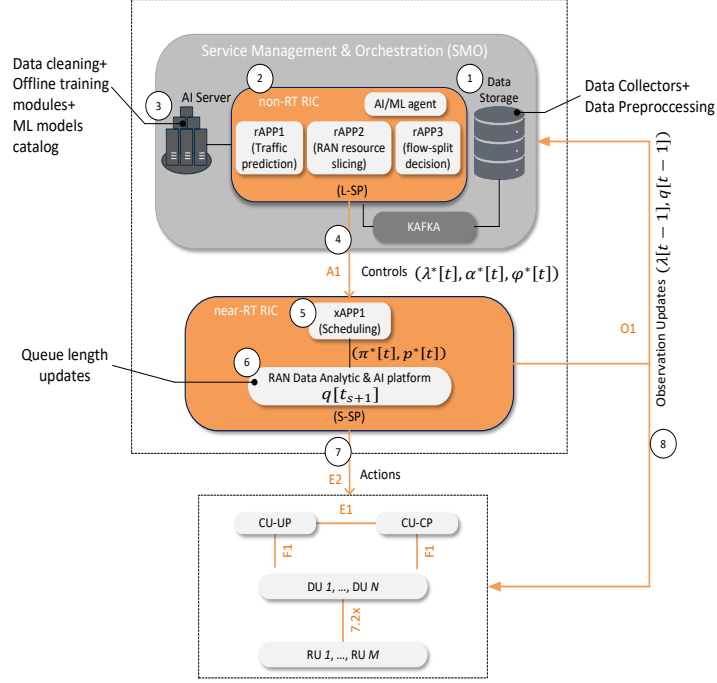 Service Management & Orchestration (SMO)
Data cleaning+
Offline training
modules+
ML models
catalog
3
AI Server
2
non-RT RIC
AI/ML agent
rAPP1
(Traffic
prediction)
rAPP2
(RAN resource
slicing)
rAPP3
(flow-split
decision)
(L-SP)
1
Data
Storage
Data Collectors+
Data Preproccessing
KAFKA
4
A1
Controls (λ*[t], α*[t], φ*[t])
near-RT RIC
5
xAPP1
(Scheduling)
(π*[t], p*[t])
Queue length
updates
6
RAN Data Analytic & AI platform
q[t_{s+1}]
(S-SP)
7
E2
Actions
O1
Observation Updates (λ[t − 1], q[t − 1])
8
E1
CU-UP
CU-CP
F1
F1
DU 1, ..., DU N
7.2x
RU 1, ..., RU M